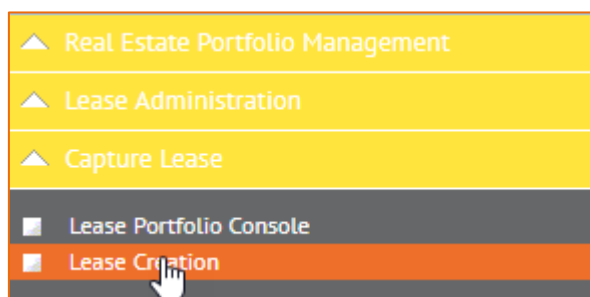 Real Estate Portfolio Management
Lease Administration
Capture Lease
Lease Portfolio Console
Lease Creation